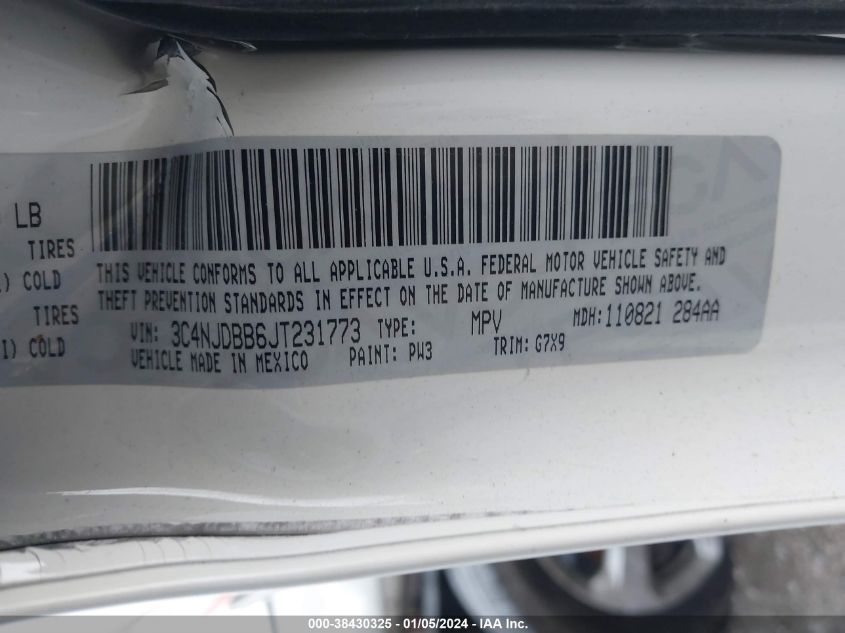 LB
TIRES
COLD
TIRES
I) COLD
THIS VEHICLE CONFORMS TO ALL APPLICABLE U.S.A. FEDERAL MOTOR VEHICLE SAFETY AND
THEFT PREVENTION STANDARDS IN EFFECT ON THE DATE OF MANUFACTURE SHOWN ABOVE.
VIN: 3C4NJDBB6JT231773 TYPE: MPV MDH:110821 284AA
VEHICLE MADE IN MEXICO PAINT: PW3 TRIM: G7X9
000-38430325 - 01/05/2024 - IAA Inc.